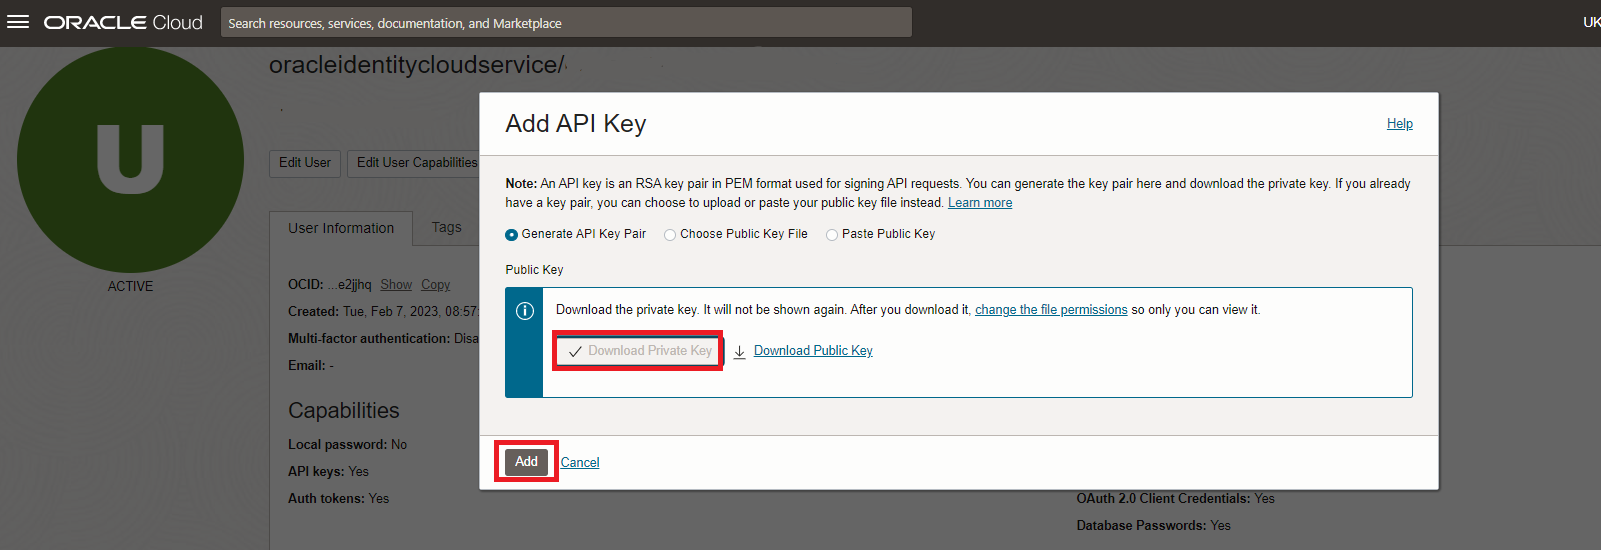 ORACLE Cloud
Search resources, services, documentation, and Marketplace
UK
oracleidentitycloudservice/
U
ACTIVE
Edit User
Edit User Capabilities
User Information
Tags
OCID: ...e2jjhq Show Copy
Created: Tue, Feb 7, 2023, 08:57:
Multi-factor authentication: Disa
Email: -
Capabilities
Local password: No
API keys: Yes
Auth tokens: Yes
OAuth 2.0 Client Credentials: Yes
Database Passwords: Yes
Add API Key
Help
Note: An API key is an RSA key pair in PEM format used for signing API requests. You can generate the key pair here and download the private key. If you already
have a key pair, you can choose to upload or paste your public key file instead. Learn more
Generate API Key Pair
Choose Public Key File
Paste Public Key
Public Key
Download the private key. It will not be shown again. After you download it, change the file permissions so only you can view it.
Download Private Key
Download Public Key
Add
Cancel